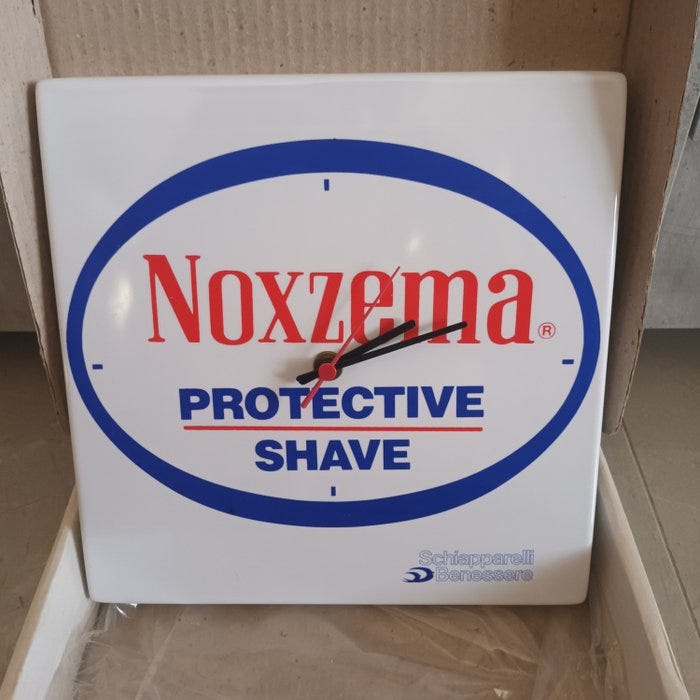 Noxzema®
PROTECTIVE
SHAVE
Schiapparelli
Benessere